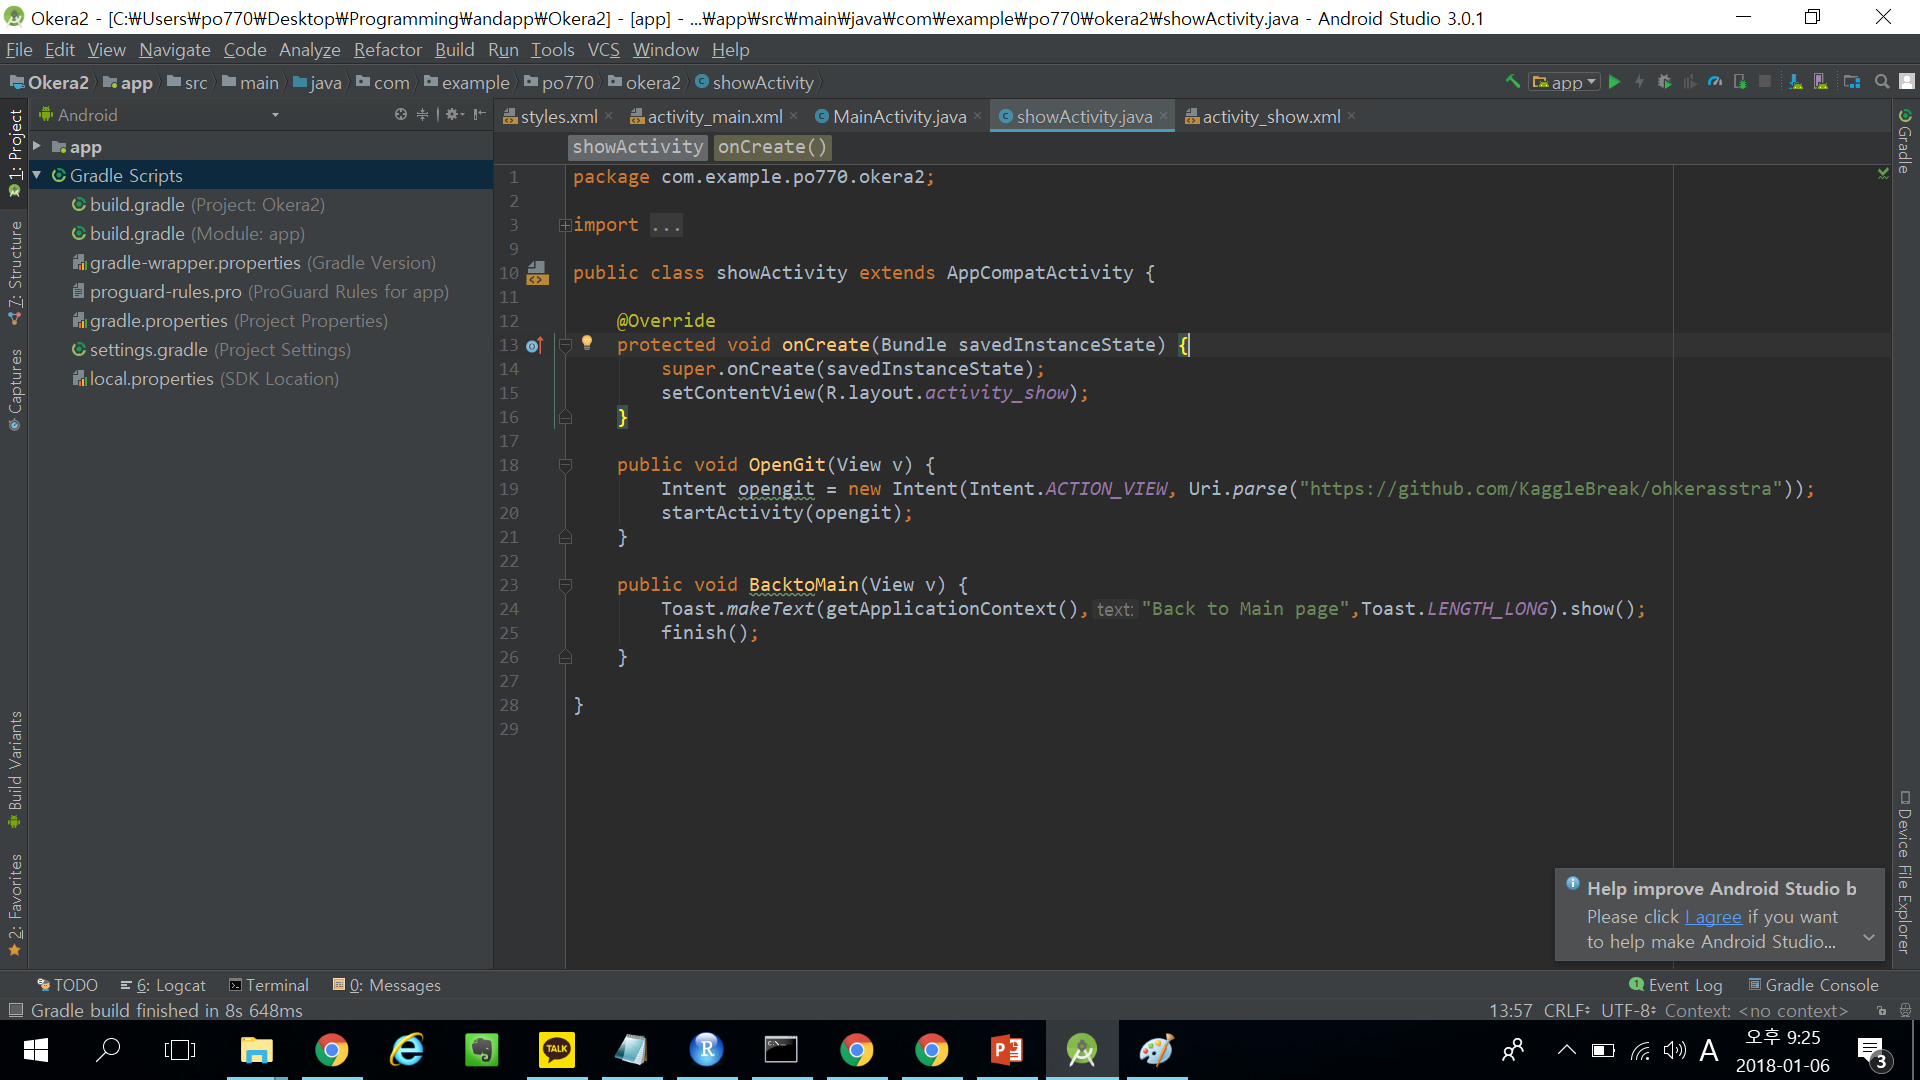 Okera2 - [C:₩Users₩po770₩Desktop₩Programming₩andapp₩Okera2] - [app] - ...₩app₩src₩main₩java₩com₩example₩po770₩okera2₩showActivity.java - Android Studio 3.0.1
File Edit View Navigate Code Analyze Refactor Build Run Tools VCS Window Help
Okera2 app src main java com example po770 okera2 showActivity
app
Android
styles.xml activity_main.xml MainActivity.java showActivity.java activity_show.xml
showActivity onCreate()
1: Project
7: Structure
Captures
Build Variants
2: Favorites
app
Gradle Scripts
build.gradle (Project: Okera2)
build.gradle (Module: app)
gradle-wrapper.properties (Gradle Version)
proguard-rules.pro (ProGuard Rules for app)
gradle.properties (Project Properties)
settings.gradle (Project Settings)
local.properties (SDK Location)
1 package com.example.po770.okera2;
2
3 import ...
9
10 public class showActivity extends AppCompatActivity {
11
12 @Override
13 protected void onCreate(Bundle savedInstanceState) {
14 super.onCreate(savedInstanceState);
15 setContentView(R.layout.activity_show);
16 }
17
18 public void OpenGit(View v) {
19 Intent opengit = new Intent(Intent.ACTION_VIEW, Uri.parse("https://github.com/KaggleBreak/ohkerasstra"));
20 startActivity(opengit);
21 }
22
23 public void BacktoMain(View v) {
24 Toast.makeText(getApplicationContext(), text: "Back to Main page",Toast.LENGTH_LONG).show();
25 finish();
26 }
27
28 }
29
Gradle
Device File Explorer
Help improve Android Studio b
Please click I agree if you want
to help make Android Studio...
TODO 6: Logcat Terminal 0: Messages 1 Event Log Gradle Console
Gradle build finished in 8s 648ms 13:57 CRLF UTF-8 Context: <no context>
TALK
R
C:\
P
A
오후 9:25
2018-01-06
3